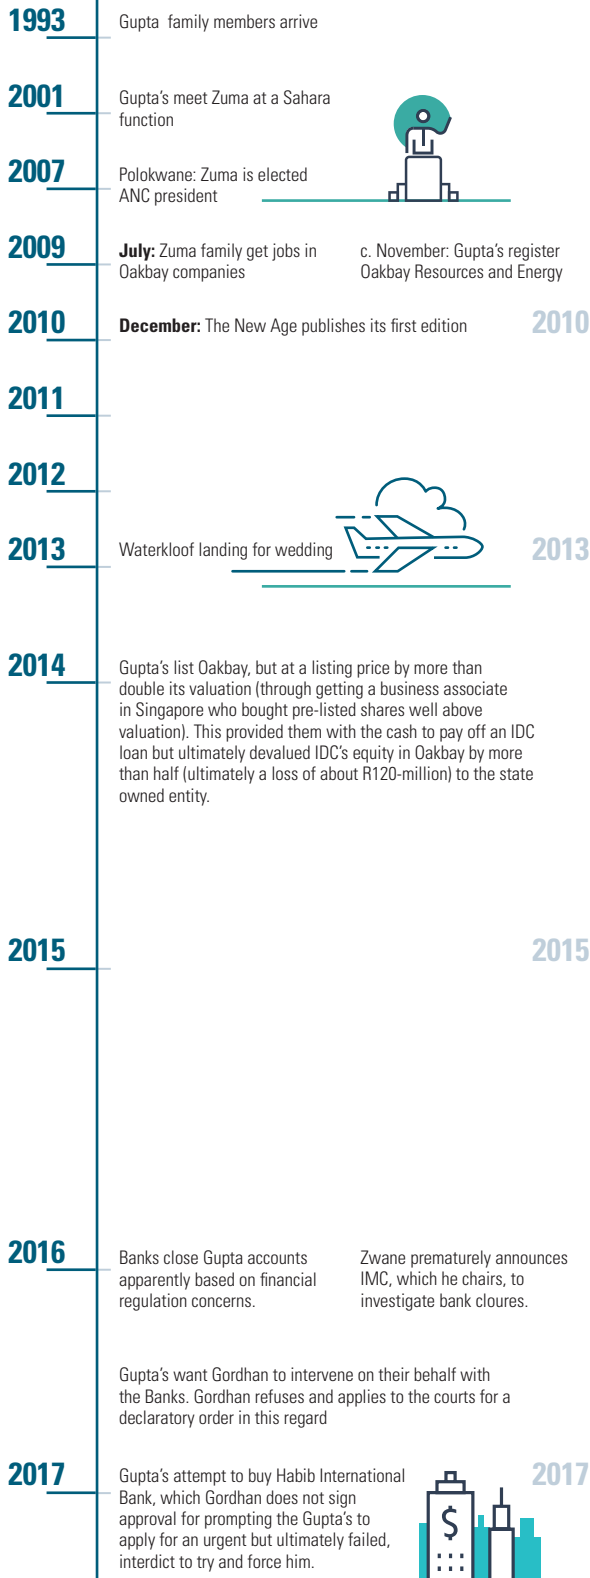 1993
Gupta family members arrive
2001
Gupta's meet Zuma at a Sahara
function
2007
Polokwane: Zuma is elected
ANC president
2009
July: Zuma family get jobs in
Oakbay companies
c. November: Gupta's register
Oakbay Resources and Energy
2010
December: The New Age publishes its first edition
2010
2011
2012
2013
Waterkloof landing for wedding
2013
2014
Gupta's list Oakbay, but at a listing price by more than
double its valuation (through getting a business associate
in Singapore who bought pre-listed shares well above
valuation). This provided them with the cash to pay off an IDC
loan but ultimately devalued IDC's equity in Oakbay by more
than half (ultimately a loss of about R120-million) to the state
owned entity.
2015
2015
2016
Banks close Gupta accounts
apparently based on financial
regulation concerns.
Zwane prematurely announces
IMC, which he chairs, to
investigate bank cloures.
Gupta's want Gordhan to intervene on their behalf with
the Banks. Gordhan refuses and applies to the courts for a
declaratory order in this regard
2017
Gupta's attempt to buy Habib International
Bank, which Gordhan does not sign
approval for prompting the Gupta's to
apply for an urgent but ultimately failed,
interdict to try and force him.
2017
$